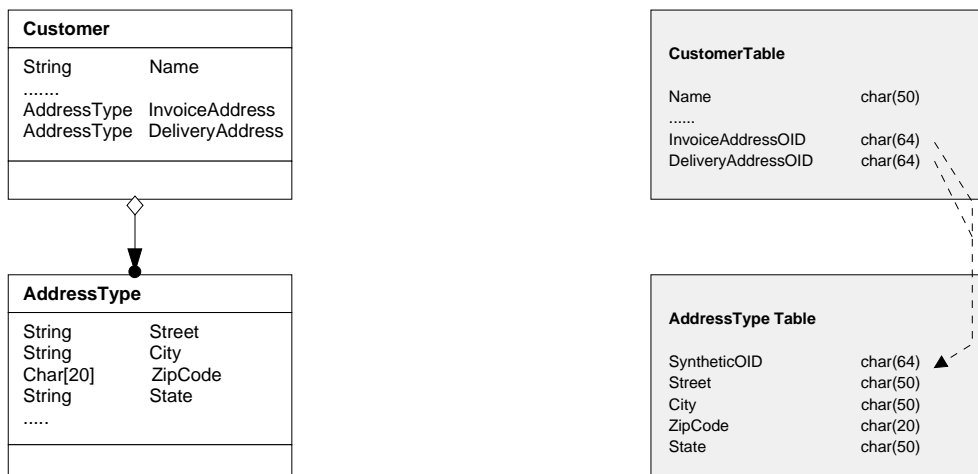 Customer
String Name
.......
AddressType InvoiceAddress
AddressType DeliveryAddress
AddressType
String Street
String City
Char[20] ZipCode
String State
.....
CustomerTable
Name char(50)
......
InvoiceAddressOID char(64)
DeliveryAddressOID char(64)
AddressType Table
SyntheticOID char(64)
Street char(50)
City char(50)
ZipCode char(20)
State char(50)